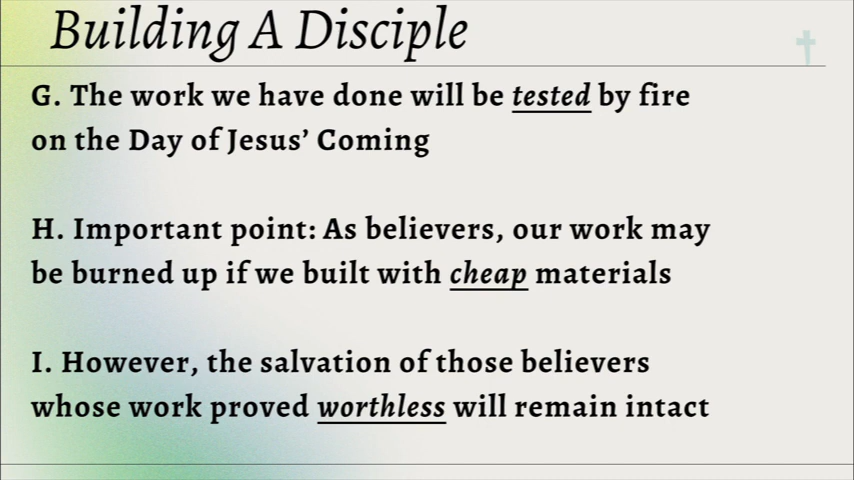 Building A Disciple
G. The work we have done will be tested by fire
on the Day of Jesus’ Coming
H. Important point: As believers, our work may
be burned up if we built with cheap materials
I. However, the salvation of those believers
whose work proved worthless will remain intact